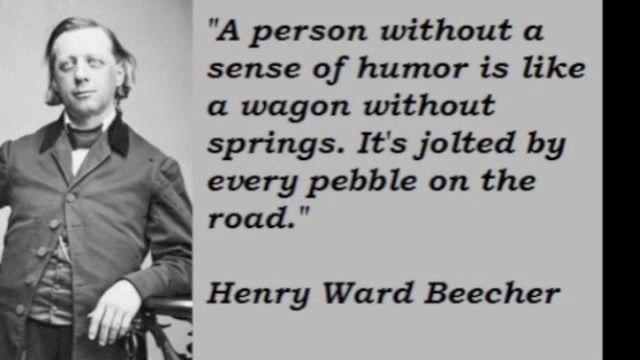 "A person without a
sense of humor is like
a wagon without
springs. It's jolted by
every pebble on the
road."
Henry Ward Beecher